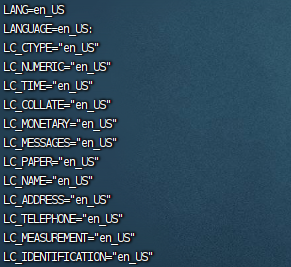 LANG=en_US
LANGUAGE=en_US:
LC_CTYPE="en_US"
LC_NUMERIC="en_US"
LC_TIME="en_US"
LC_COLLATE="en_US"
LC_MONETARY="en_US"
LC_MESSAGES="en_US"
LC_PAPER="en_US"
LC_NAME="en_US"
LC_ADDRESS="en_US"
LC_TELEPHONE="en_US"
LC_MEASUREMENT="en_US"
LC_IDENTIFICATION="en_US"